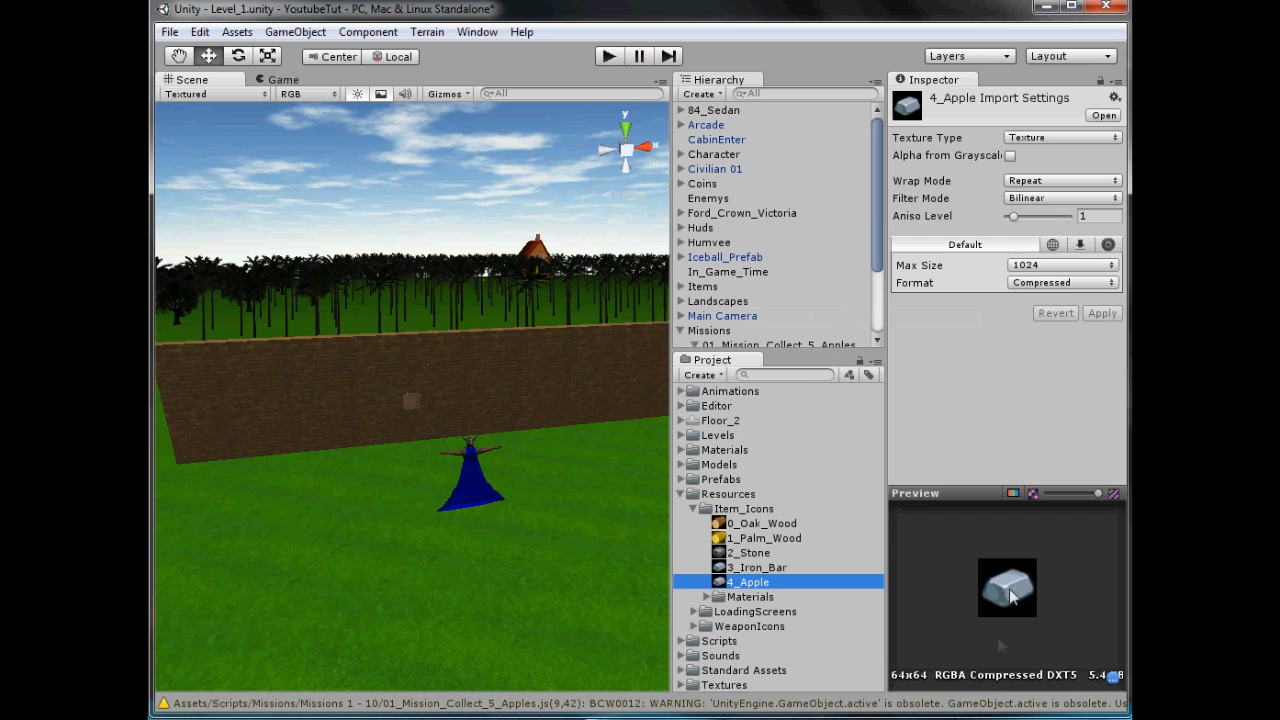 Unity - Level_1.unity - YoutubeTut - PC, Mac & Linux Standalone*
File Edit Assets GameObject Component Terrain Window Help
Center Local Layers Layout
Scene Game
Textured RGB Gizmos All
y
x
Hierarchy
Create All
84_Sedan
Arcade
CabinEnter
Character
Civilian 01
Coins
Enemys
Ford_Crown_Victoria
Huds
Humvee
Iceball_Prefab
In_Game_Time
Items
Landscapes
Main Camera
Missions
01_Mission_Collect_5_Apples
Project
Create
Animations
Editor
Floor_2
Levels
Materials
Models
Prefabs
Resources
Item_Icons
0_Oak_Wood
1_Palm_Wood
2_Stone
3_Iron_Bar
4_Apple
Materials
LoadingScreens
WeaponIcons
Scripts
Sounds
Standard Assets
Textures
Inspector
4_Apple Import Settings
Open
Texture Type Texture
Alpha from Grayscal
Wrap Mode Repeat
Filter Mode Bilinear
Aniso Level 1
Default
Max Size 1024
Format Compressed
Revert Apply
Preview
64x64 RGBA Compressed DXT5 5.4
Assets/Scripts/Missions/Missions 1 - 10/01_Mission_Collect_5_Apples.js(9,42): BCW0012: WARNING: 'UnityEngine.GameObject.active' is obsolete. GameObject.active is obsolete. Us